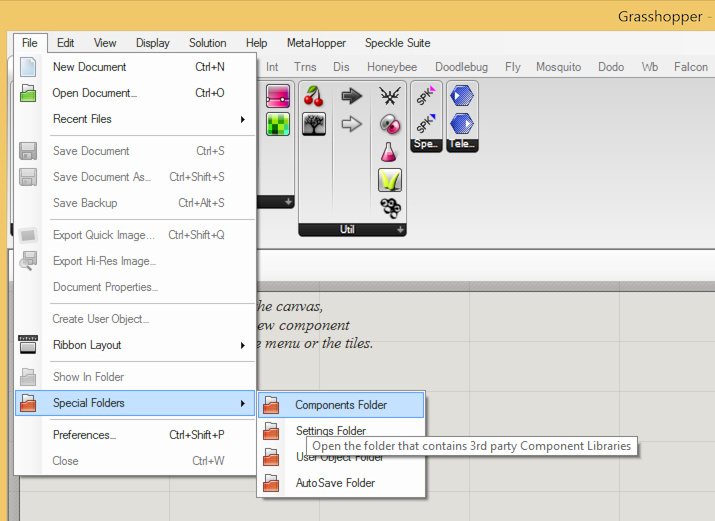 Grasshopper -
File Edit View Display Solution Help MetaHopper Speckle Suite
Int Trns Dis Honeybee Doodlebug Fly Mosquito Dodo Wb Falcon
New Document Ctrl+N
Open Document... Ctrl+O
Recent Files
Save Document Ctrl+S
Save Document As... Ctrl+Shift+S
Save Backup Ctrl+Alt+S
Export Quick Image... Ctrl+Shift+Q
Export Hi-Res Image...
Document Properties...
Create User Object...
Ribbon Layout
Show In Folder
Special Folders
Preferences... Ctrl+Shift+P
Close Ctrl+W
SPK
SPK
Spe...
Tele...
Util
he canvas,
ew component
e menu or the tiles.
Components Folder
Settings Folder
Open the folder that contains 3rd party Component Libraries
User Object Folder
AutoSave Folder